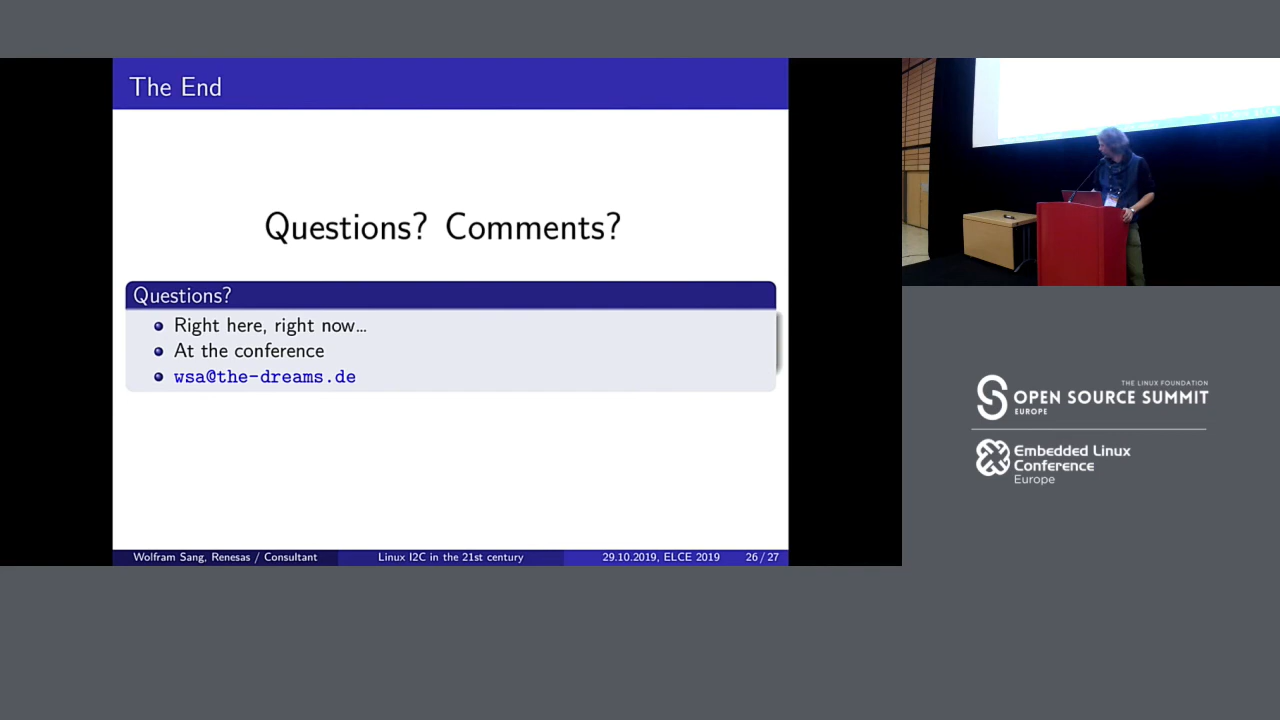 The End
Questions? Comments?
Questions?
Right here, right now...
At the conference
wsa@the-dreams.de
Wolfram Sang, Renesas / Consultant
Linux I2C in the 21st century
29.10.2019, ELCE 2019
26 / 27
THE LINUX FOUNDATION
OPEN SOURCE SUMMIT
EUROPE
Embedded Linux
Conference
Europe